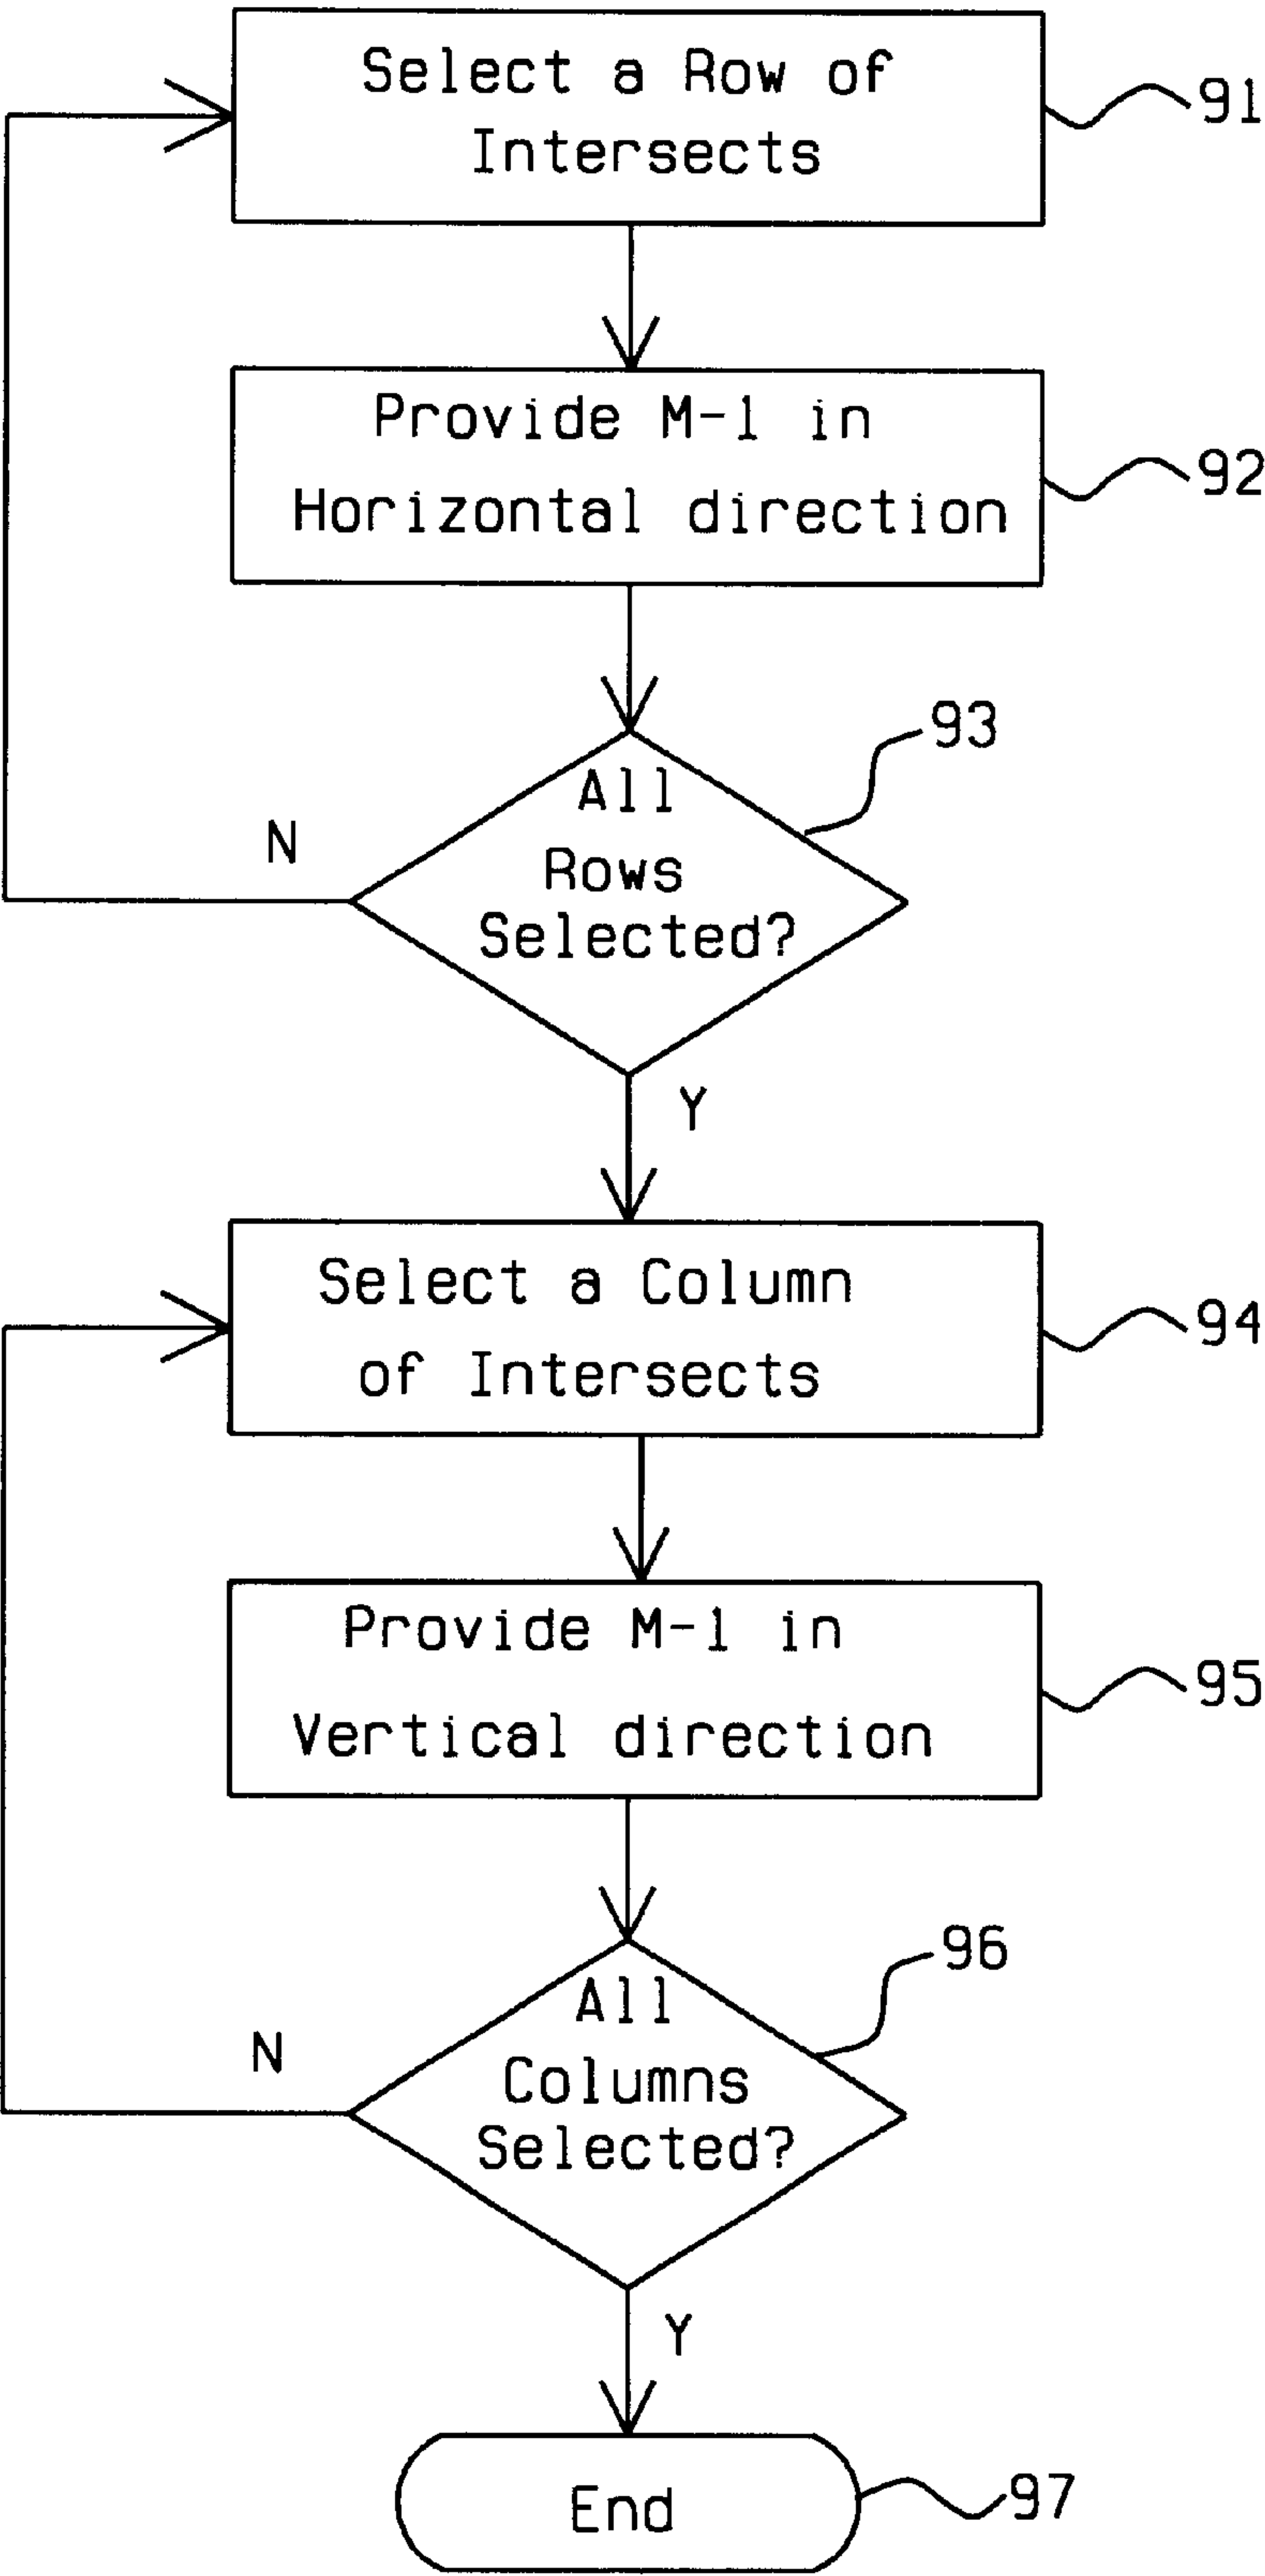 Select a Row of
Intersects
91
Provide M-1 in
Horizontal direction
92
93
All
Rows
Selected?
N
Y
Select a Column
of Intersects
94
Provide M-1 in
Vertical direction
95
96
All
Columns
Selected?
N
Y
End
97